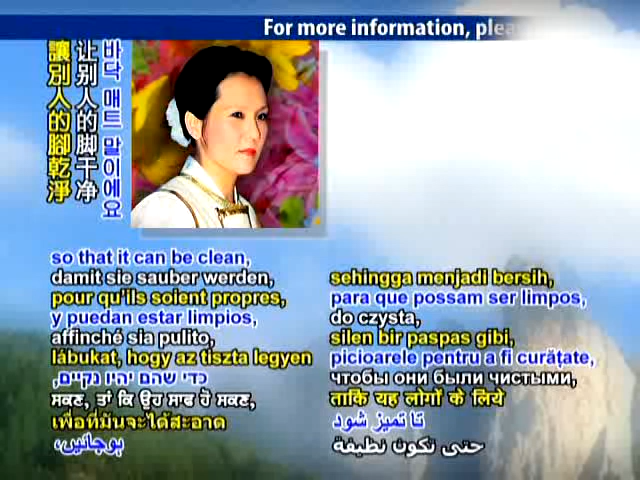 For more information, plea
讓別人的腳乾淨
让别人的脚干净
바닥 매트 말이에요
so that it can be clean,
damit sie sauber werden,
pour qu'ils soient propres,
y puedan estar limpios,
affinché sia pulito,
lábukat, hogy az tiszta legyen
כדי שהם יהיו נקיים,
ਸਕਣ, ਤਾਂ ਕਿ ਉਹ ਸਾਫ ਹੋ ਸਕਣ,
เพื่อที่มันจะได้สะอาด
ہوجائیں،
sehingga menjadi bersih,
para que possam ser limpos,
do czysta,
silen bir paspas gibi,
picioarele pentru a fi curăţate,
чтобы они были чистыми,
ताकि यह लोगों के लिये
تا تمیز شود
حتى تكون نظيفة